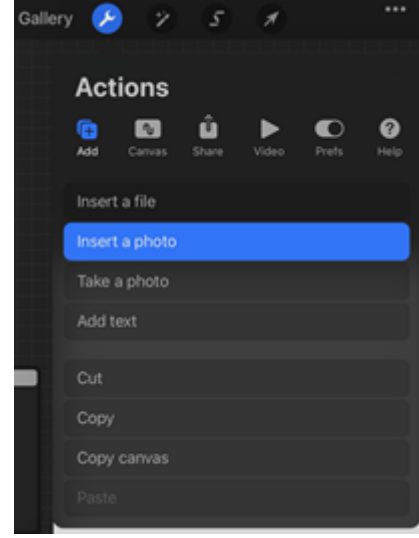 Gallery
Actions
Add Canvas Share Video Prefs Help
Insert a file
Insert a photo
Take a photo
Add text
Cut
Copy
Copy canvas
Paste